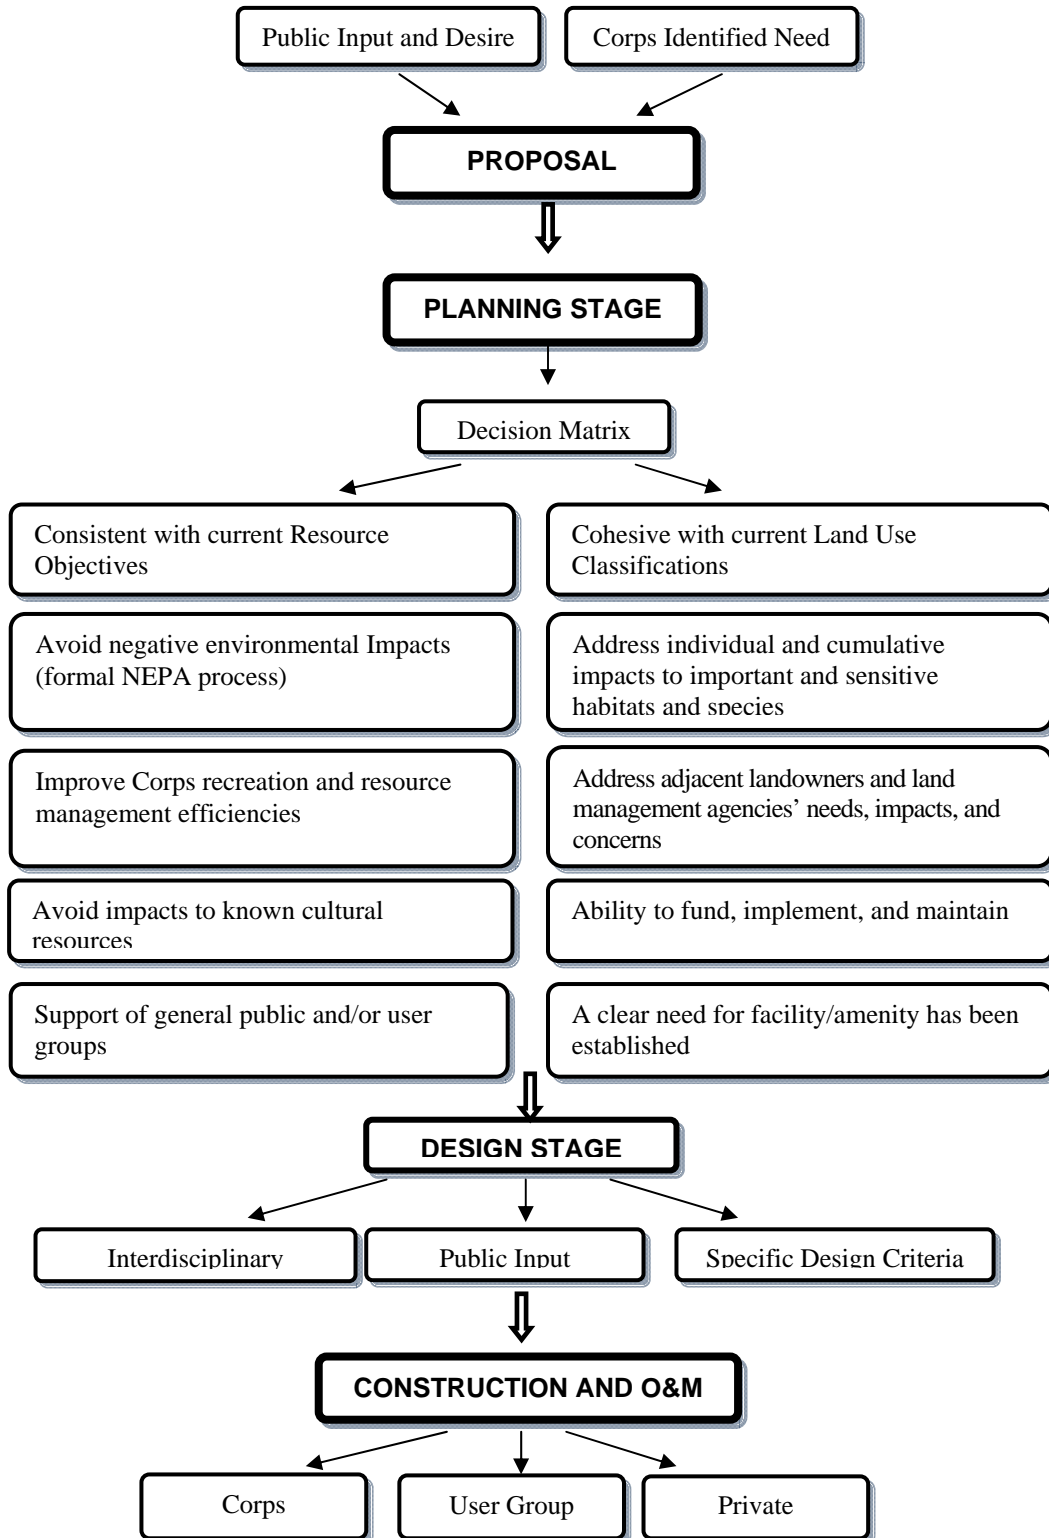 Public Input and Desire
Corps Identified Need
PROPOSAL
PLANNING STAGE
Decision Matrix
Consistent with current Resource
Objectives
Cohesive with current Land Use
Classifications
Avoid negative environmental Impacts
(formal NEPA process)
Address individual and cumulative
impacts to important and sensitive
habitats and species
Improve Corps recreation and resource
management efficiencies
Address adjacent landowners and land
management agencies’ needs, impacts, and
concerns
Avoid impacts to known cultural
resources
Ability to fund, implement, and maintain
Support of general public and/or user
groups
A clear need for facility/amenity has been
established
DESIGN STAGE
Interdisciplinary
Public Input
Specific Design Criteria
CONSTRUCTION AND O&M
Corps
User Group
Private